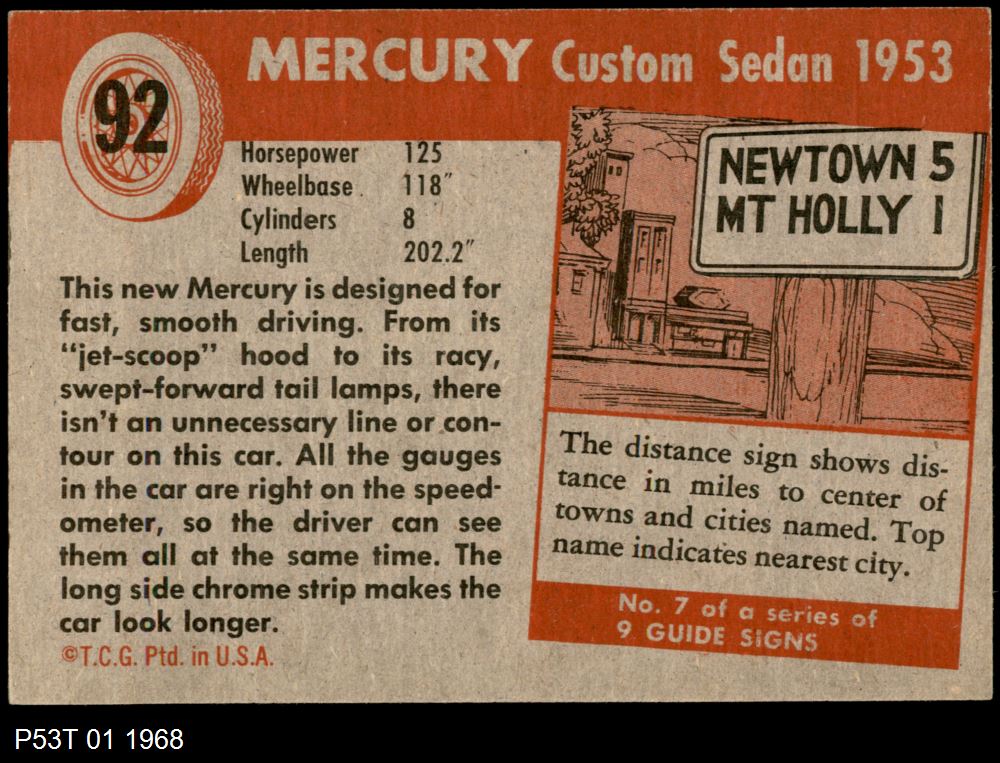 92
MERCURY Custom Sedan 1953
Horsepower 125
Wheelbase 118"
Cylinders 8
Length 202.2"
This new Mercury is designed for
fast, smooth driving. From its
"jet-scoop" hood to its racy,
swept-forward tail lamps, there
isn't an unnecessary line or con-
tour on this car. All the gauges
in the car are right on the speed-
ometer, so the driver can see
them all at the same time. The
long side chrome strip makes the
car look longer.
©T.C.G. Ptd. in U.S.A.
NEWTOWN 5
MT HOLLY 1
The distance sign shows dis-
tance in miles to center of
towns and cities named. Top
name indicates nearest city.
No. 7 of a series of
9 GUIDE SIGNS
P53T 01 1968